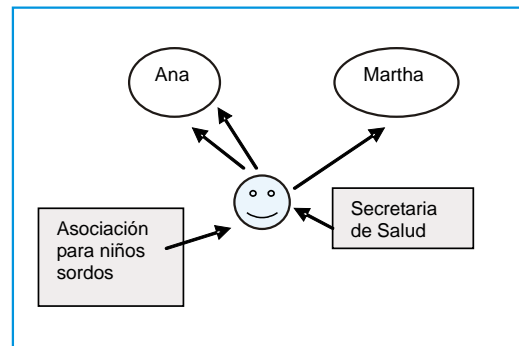 Ana
Martha
Asociación
para niños
sordos
Secretaria
de Salud